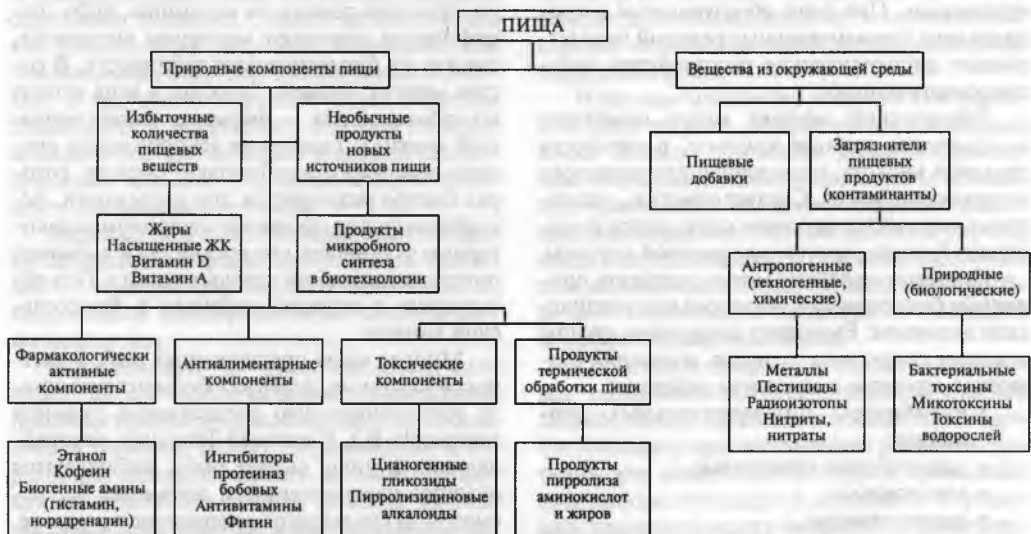 ПИЩА
Природные компоненты пищи
Вещества из окружающей среды
Избыточные
количества
пищевых
веществ
Необычные
продукты
новых
источников пищи
Пищевые
добавки
Загрязнители
пищевых
продуктов
(контаминанты)
Жиры
Насыщенные ЖК
Витамин D
Витамин А
Продукты
микробного
синтеза
в биотехнологии
Антропогенные
(техногенные,
химические)
Природные
(биологические)
Фармакологически
активные
компоненты
Антиалиментарные
компоненты
Токсические
компоненты
Продукты
термической
обработки пищи
Металлы
Пестициды
Радиоизотопы
Нитриты,
нитраты
Бактериальные
токсины
Микотоксины
Токсины
водорослей
Этанол
Кофеин
Биогенные амины
(гистамин,
норадреналин)
Ингибиторы
протеиназ
бобовых
Антивитамины
Фитин
Цианогенные
гликозиды
Пирролизидиновые
алкалоиды
Продукты
пирролиза
аминокислот
и жиров